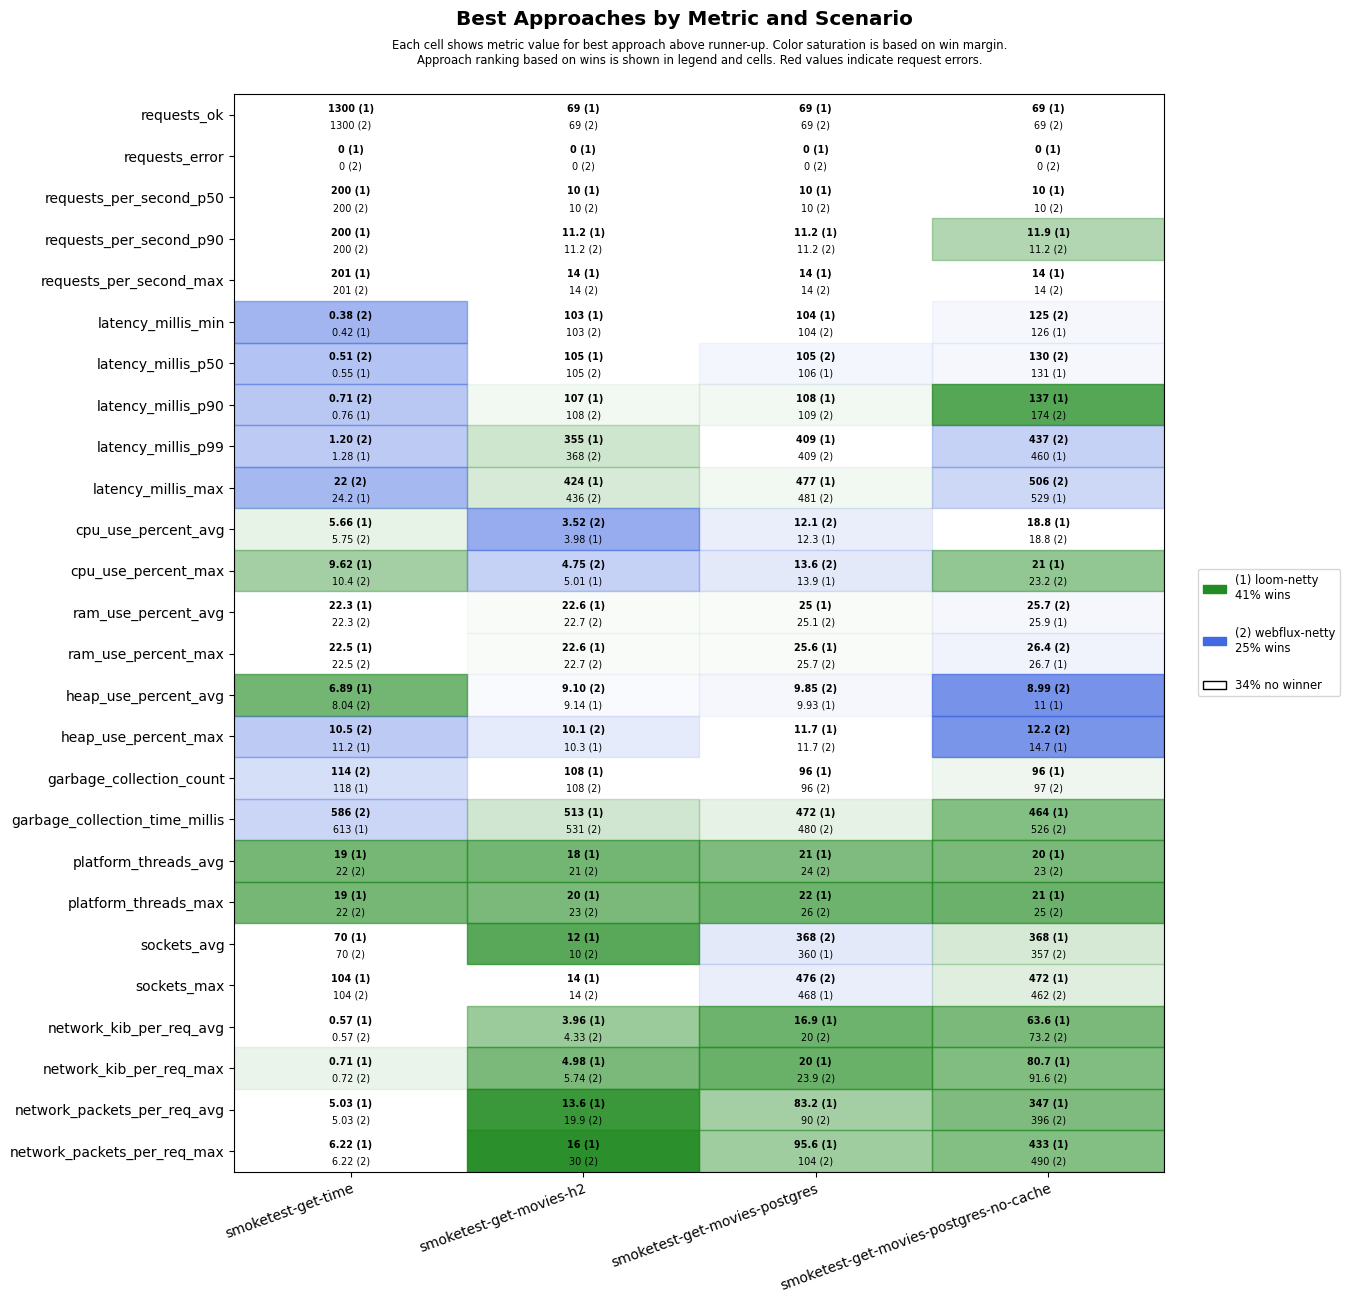 Best Approaches by Metric and Scenario
Each cell shows metric value for best approach above runner-up. Color saturation is based on win margin.
Approach ranking based on wins is shown in legend and cells. Red values indicate request errors.
requests_ok
1300 (1) 69 (1) 69 (1) 69 (1)
1300 (2) 69 (2) 69 (2) 69 (2)
requests_error
0 (1) 0 (1) 0 (1) 0 (1)
0 (2) 0 (2) 0 (2) 0 (2)
requests_per_second_p50
200 (1) 10 (1) 10 (1) 10 (1)
200 (2) 10 (2) 10 (2) 10 (2)
requests_per_second_p90
200 (1) 11.2 (1) 11.2 (1) 11.9 (1)
200 (2) 11.2 (2) 11.2 (2) 11.2 (2)
requests_per_second_max
201 (1) 14 (1) 14 (1) 14 (1)
201 (2) 14 (2) 14 (2) 14 (2)
latency_millis_min
0.38 (2) 103 (1) 104 (1) 125 (2)
0.42 (1) 103 (2) 104 (2) 126 (1)
latency_millis_p50
0.51 (2) 105 (1) 105 (2) 130 (2)
0.55 (1) 105 (2) 106 (1) 131 (1)
latency_millis_p90
0.71 (2) 107 (1) 108 (1) 137 (1)
0.76 (1) 108 (2) 109 (2) 174 (2)
latency_millis_p99
1.20 (2) 355 (1) 409 (1) 437 (2)
1.28 (1) 368 (2) 409 (2) 460 (1)
latency_millis_max
22 (2) 424 (1) 477 (1) 506 (2)
24.2 (1) 436 (2) 481 (2) 529 (1)
cpu_use_percent_avg
5.66 (1) 3.52 (2) 12.1 (2) 18.8 (1)
5.75 (2) 3.98 (1) 12.3 (1) 18.8 (2)
cpu_use_percent_max
9.62 (1) 4.75 (2) 13.6 (2) 21 (1)
10.4 (2) 5.01 (1) 13.9 (1) 23.2 (2)
ram_use_percent_avg
22.3 (1) 22.6 (1) 25 (1) 25.7 (2)
22.3 (2) 22.7 (2) 25.1 (2) 25.9 (1)
ram_use_percent_max
22.5 (1) 22.6 (1) 25.6 (1) 26.4 (2)
22.5 (2) 22.7 (2) 25.7 (2) 26.7 (1)
heap_use_percent_avg
6.89 (1) 9.10 (2) 9.85 (2) 8.99 (2)
8.04 (2) 9.14 (1) 9.93 (1) 11 (1)
heap_use_percent_max
10.5 (2) 10.1 (2) 11.7 (1) 12.2 (2)
11.2 (1) 10.3 (1) 11.7 (2) 14.7 (1)
garbage_collection_count
114 (2) 108 (1) 96 (1) 96 (1)
118 (1) 108 (2) 96 (2) 97 (2)
garbage_collection_time_millis
586 (2) 513 (1) 472 (1) 464 (1)
613 (1) 531 (2) 480 (2) 526 (2)
platform_threads_avg
19 (1) 18 (1) 21 (1) 20 (1)
22 (2) 21 (2) 24 (2) 23 (2)
platform_threads_max
19 (1) 20 (1) 22 (1) 21 (1)
22 (2) 23 (2) 26 (2) 25 (2)
sockets_avg
70 (1) 12 (1) 368 (2) 368 (1)
70 (2) 10 (2) 360 (1) 357 (2)
sockets_max
104 (1) 14 (1) 476 (2) 472 (1)
104 (2) 14 (2) 468 (1) 462 (2)
network_kib_per_req_avg
0.57 (1) 3.96 (1) 16.9 (1) 63.6 (1)
0.57 (2) 4.33 (2) 20 (2) 73.2 (2)
network_kib_per_req_max
0.71 (1) 4.98 (1) 20 (1) 80.7 (1)
0.72 (2) 5.74 (2) 23.9 (2) 91.6 (2)
network_packets_per_req_avg
5.03 (1) 13.6 (1) 83.2 (1) 347 (1)
5.03 (2) 19.9 (2) 90 (2) 396 (2)
network_packets_per_req_max
6.22 (1) 16 (1) 95.6 (1) 433 (1)
6.22 (2) 30 (2) 104 (2) 490 (2)
smoketest-get-time
smoketest-get-movies-h2
smoketest-get-movies-postgres
smoketest-get-movies-postgres-no-cache
(1) loom-netty
41% wins
(2) webflux-netty
25% wins
34% no winner